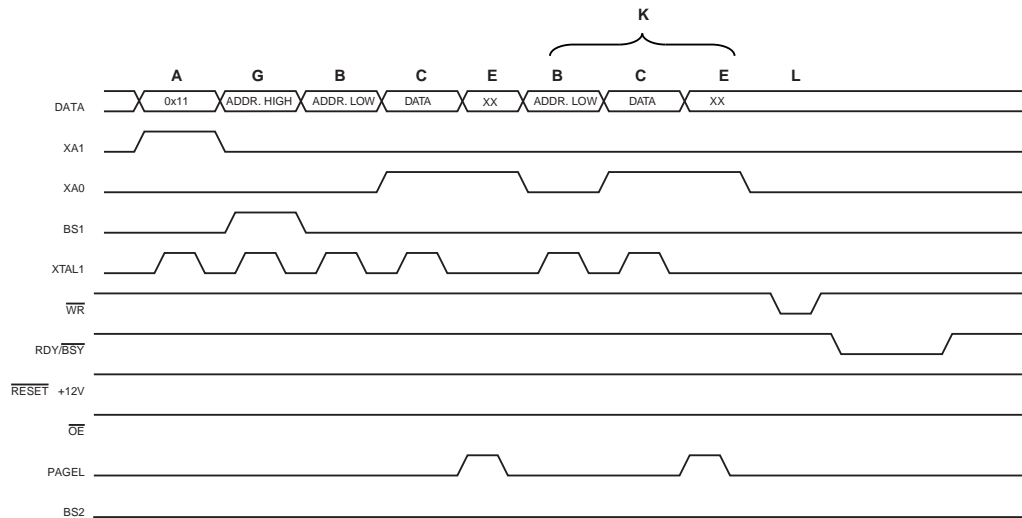 K
A G B C E B C E L
DATA 0x11 ADDR. HIGH ADDR. LOW DATA XX ADDR. LOW DATA XX
XA1
XA0
BS1
XTAL1
WR
RDY/BSY
RESET +12V
OE
PAGEL
BS2